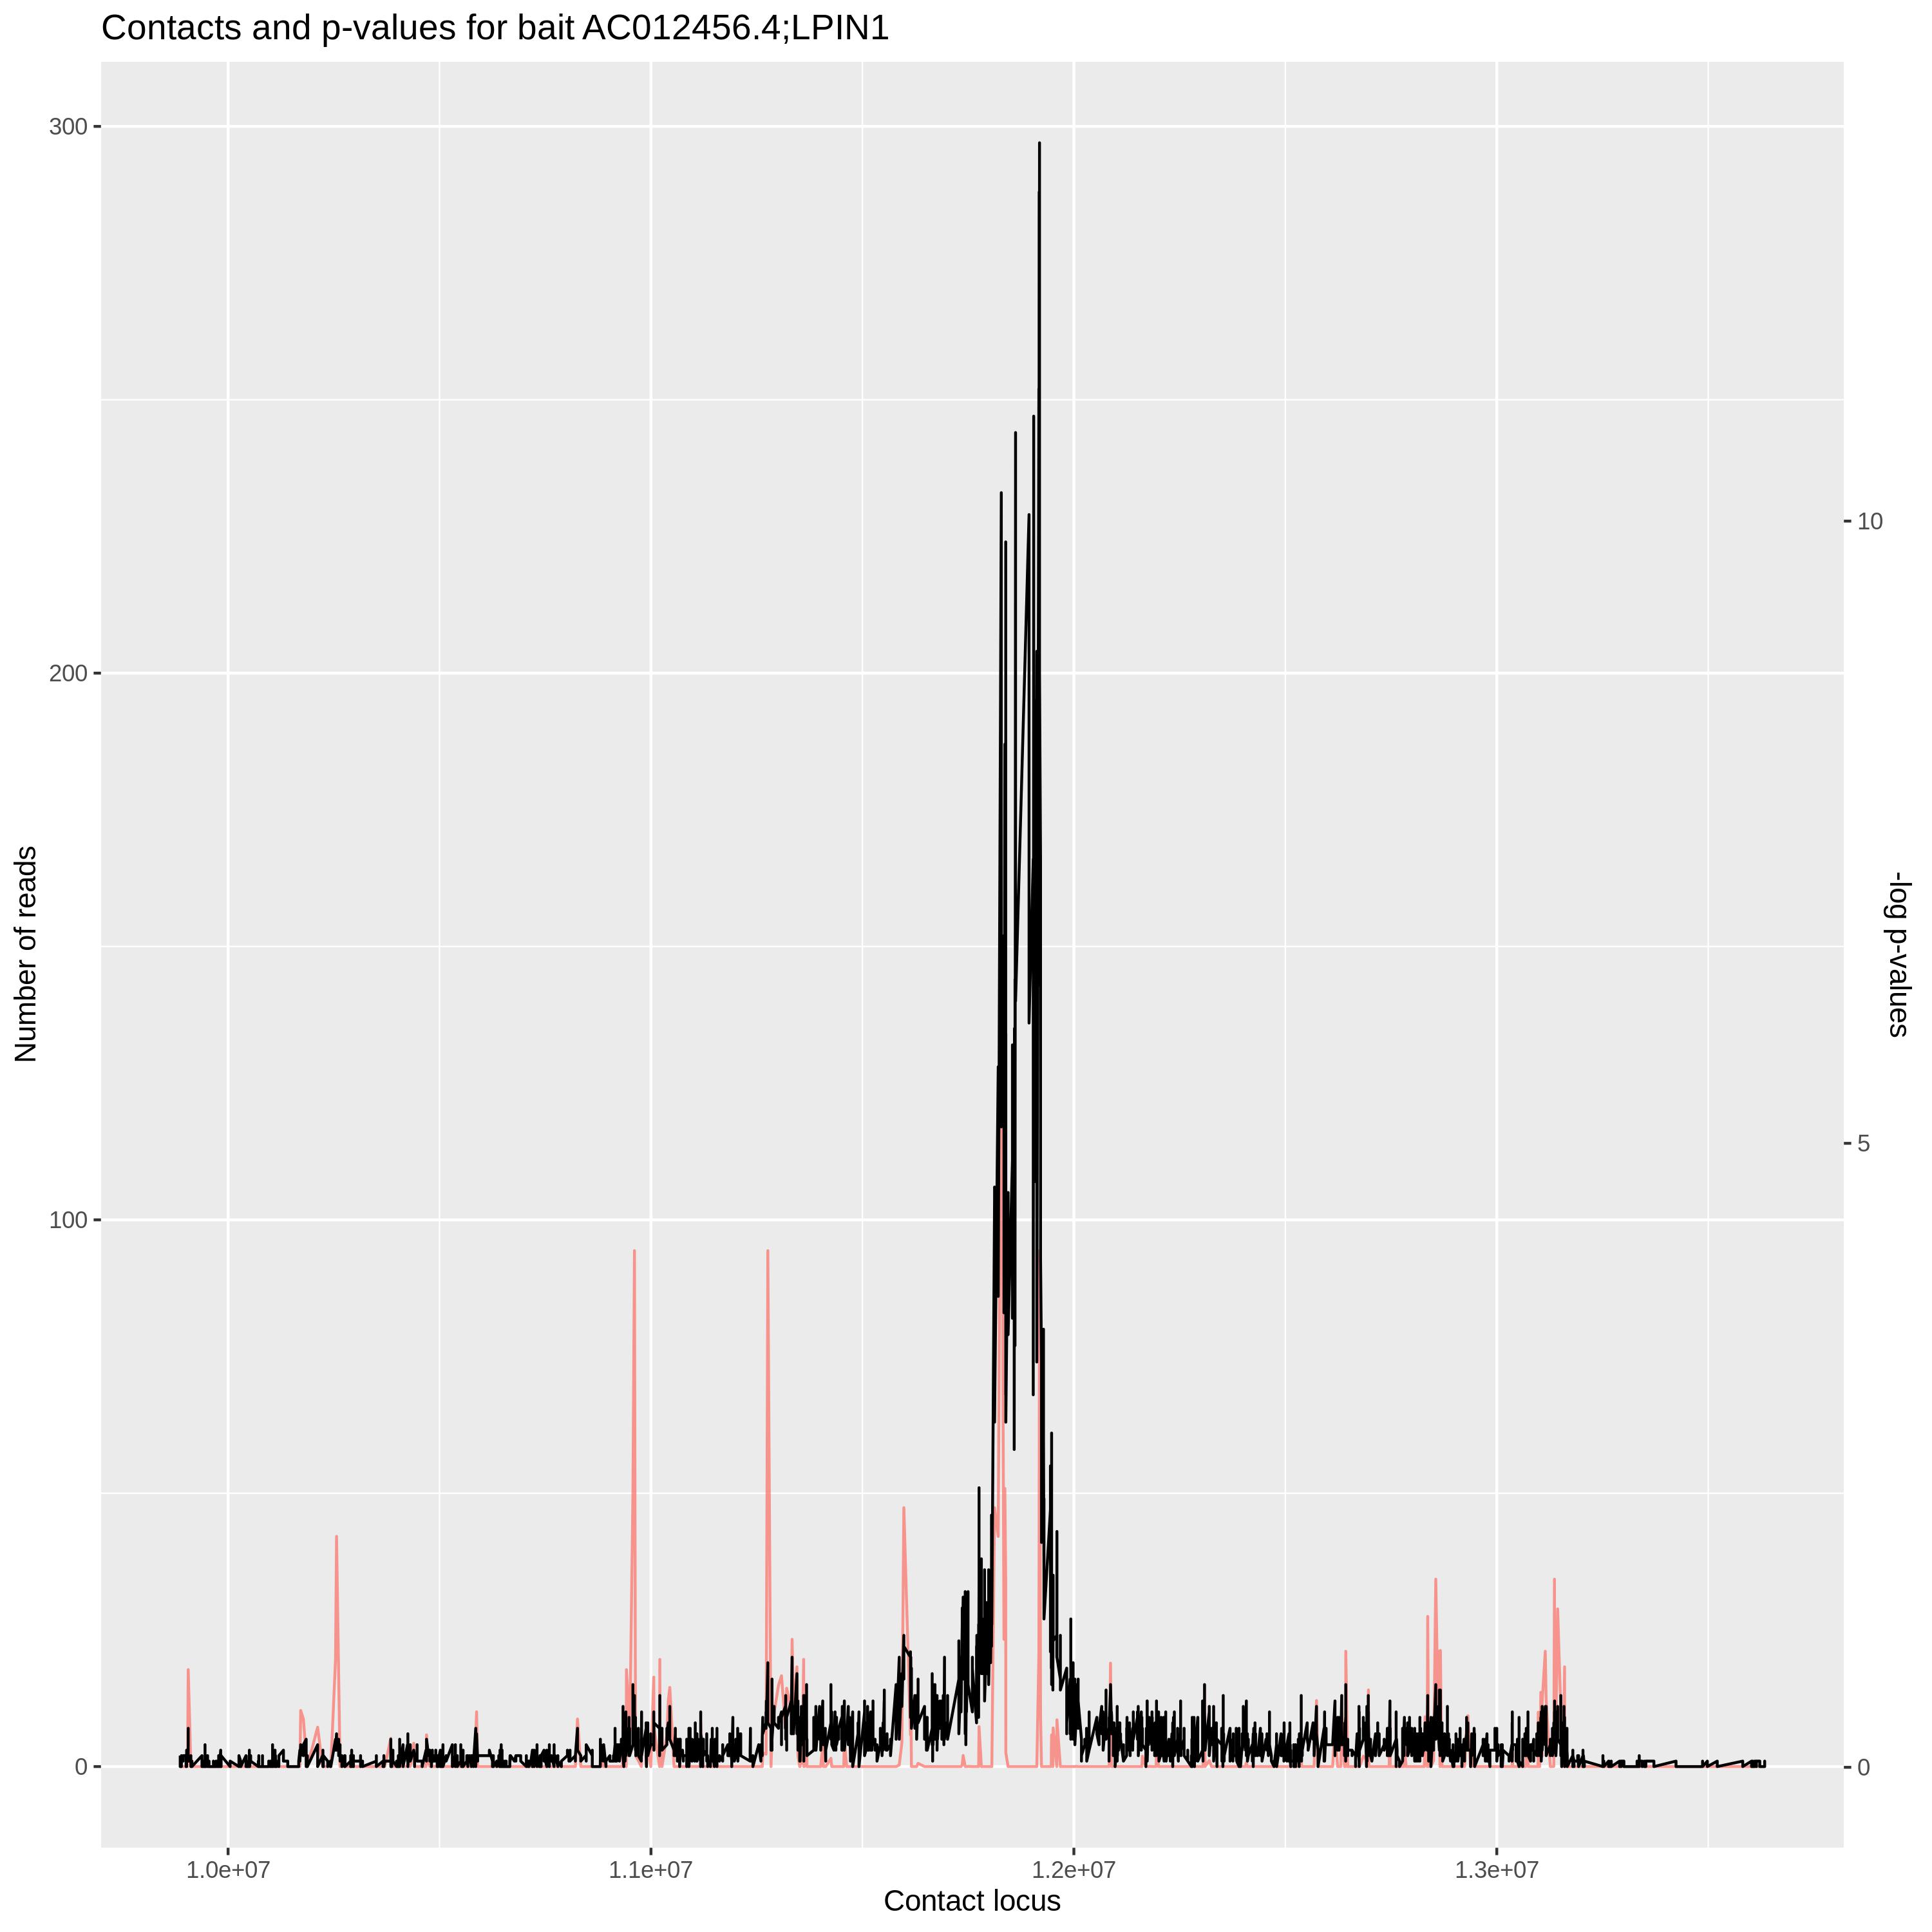 Contacts and p-values for bait AC012456.4;LPIN1
300
200
100
0
Number of reads
10
5
0
-log p-values
1.0e+07
1.1e+07
1.2e+07
1.3e+07
Contact locus